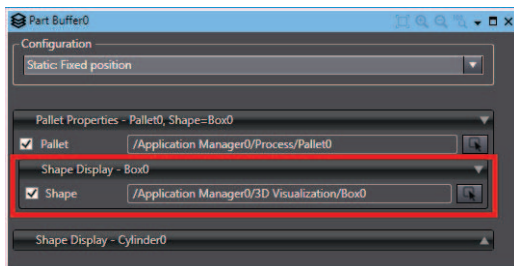 Part Buffer0
Configuration
Static: Fixed position
Pallet Properties - Pallet0, Shape=Box0
Pallet
/Application Manager0/Process/Pallet0
Shape Display - Box0
Shape
/Application Manager0/3D Visualization/Box0
Shape Display - Cylinder0